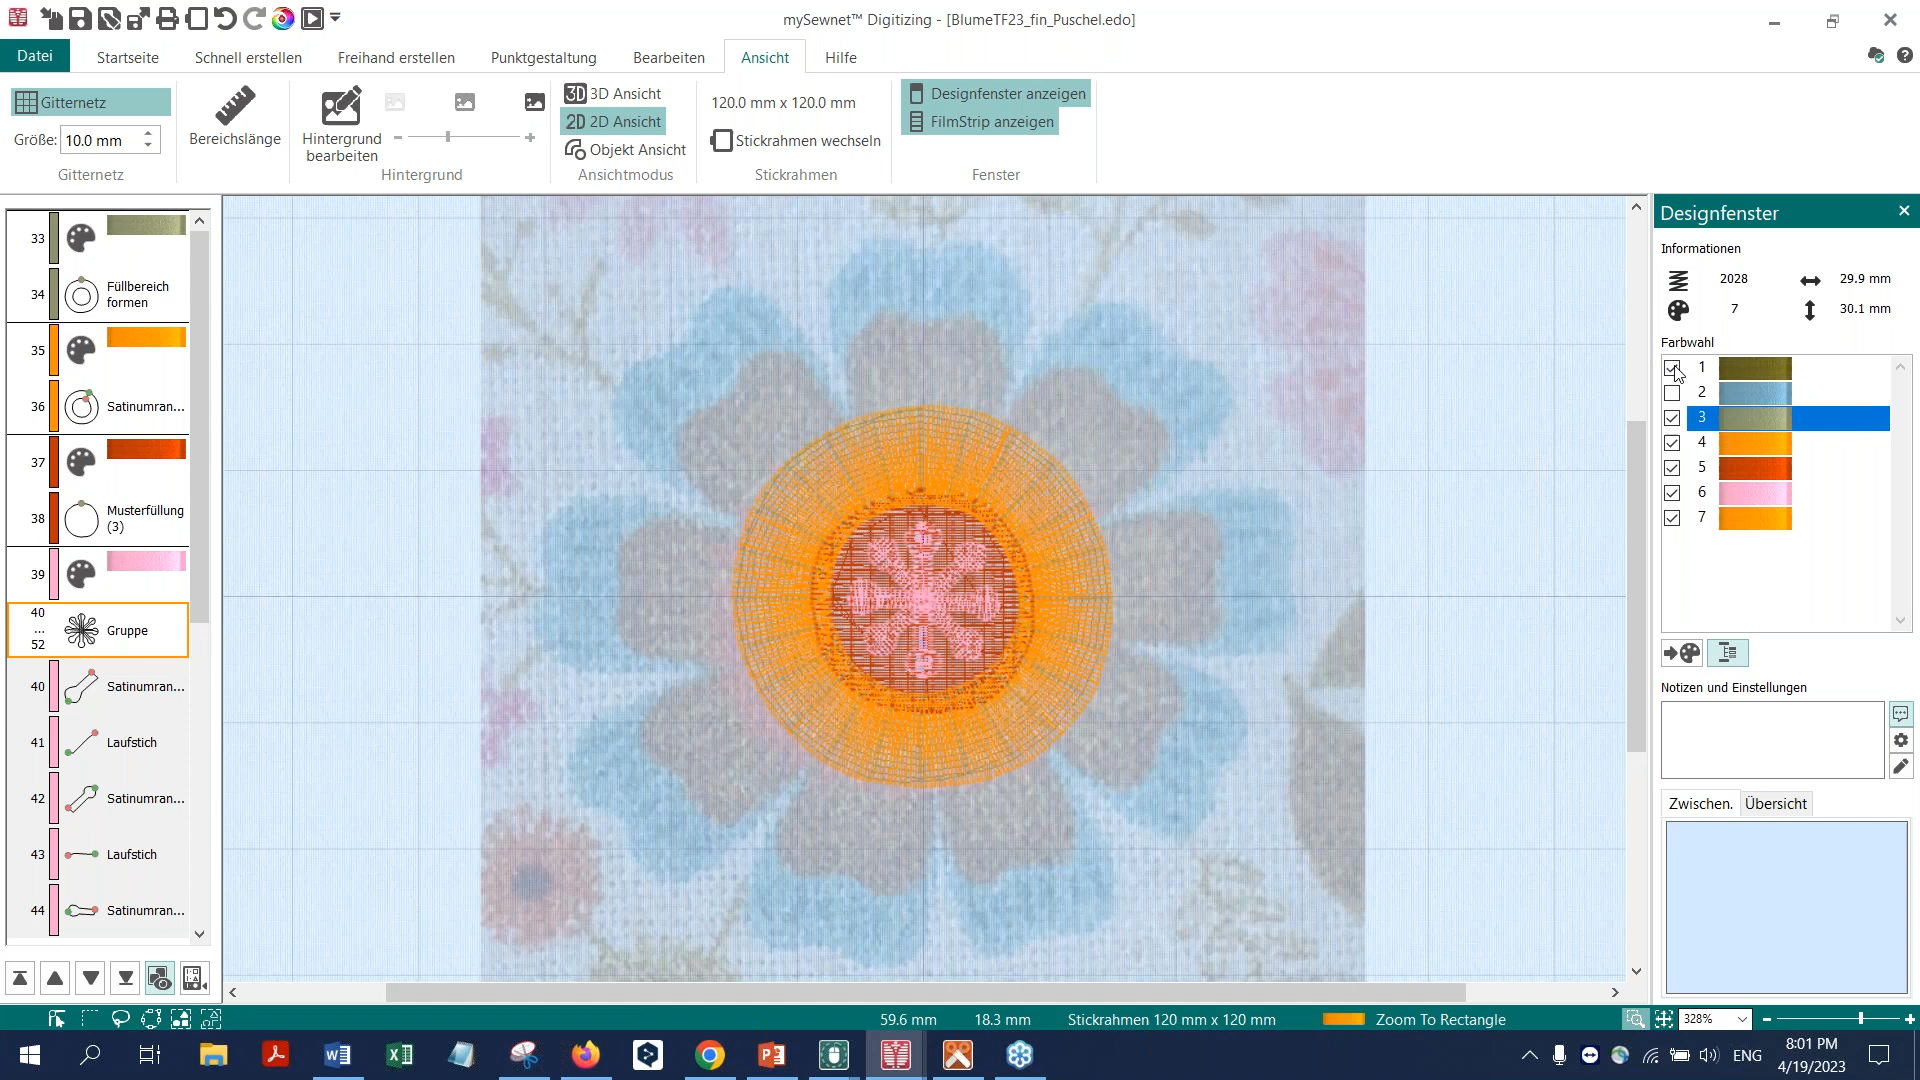 mySewnet™ Digitizing - [BlumeTF23_fin_Puschel.edo]
Datei Startseite Schnell erstellen Freihand erstellen Punktgestaltung Bearbeiten Ansicht Hilfe
Gitternetz
Größe: 10.0 mm
Gitternetz
Bereichslänge
Hintergrund
bearbeiten
Hintergrund
3D 3D Ansicht
2D 2D Ansicht
Objekt Ansicht
Ansichtmodus
120.0 mm x 120.0 mm
Stickrahmen wechseln
Stickrahmen
Designfenster anzeigen
FilmStrip anzeigen
Fenster
33
34 Füllbereich
formen
35
36 Satinumran...
37
38 Musterfüllung
(3)
39
40
...
52
Gruppe
40 Satinumran...
41 Laufstich
42 Satinumran...
43 Laufstich
44 Satinumran...
Designfenster
Informationen
2028 29.9 mm
7 30.1 mm
Farbwahl
1
2
3
4
5
6
7
Notizen und Einstellungen
Zwischen. Übersicht
59.6 mm 18.3 mm Stickrahmen 120 mm x 120 mm Zoom To Rectangle 328%
ENG
8:01 PM
4/19/2023